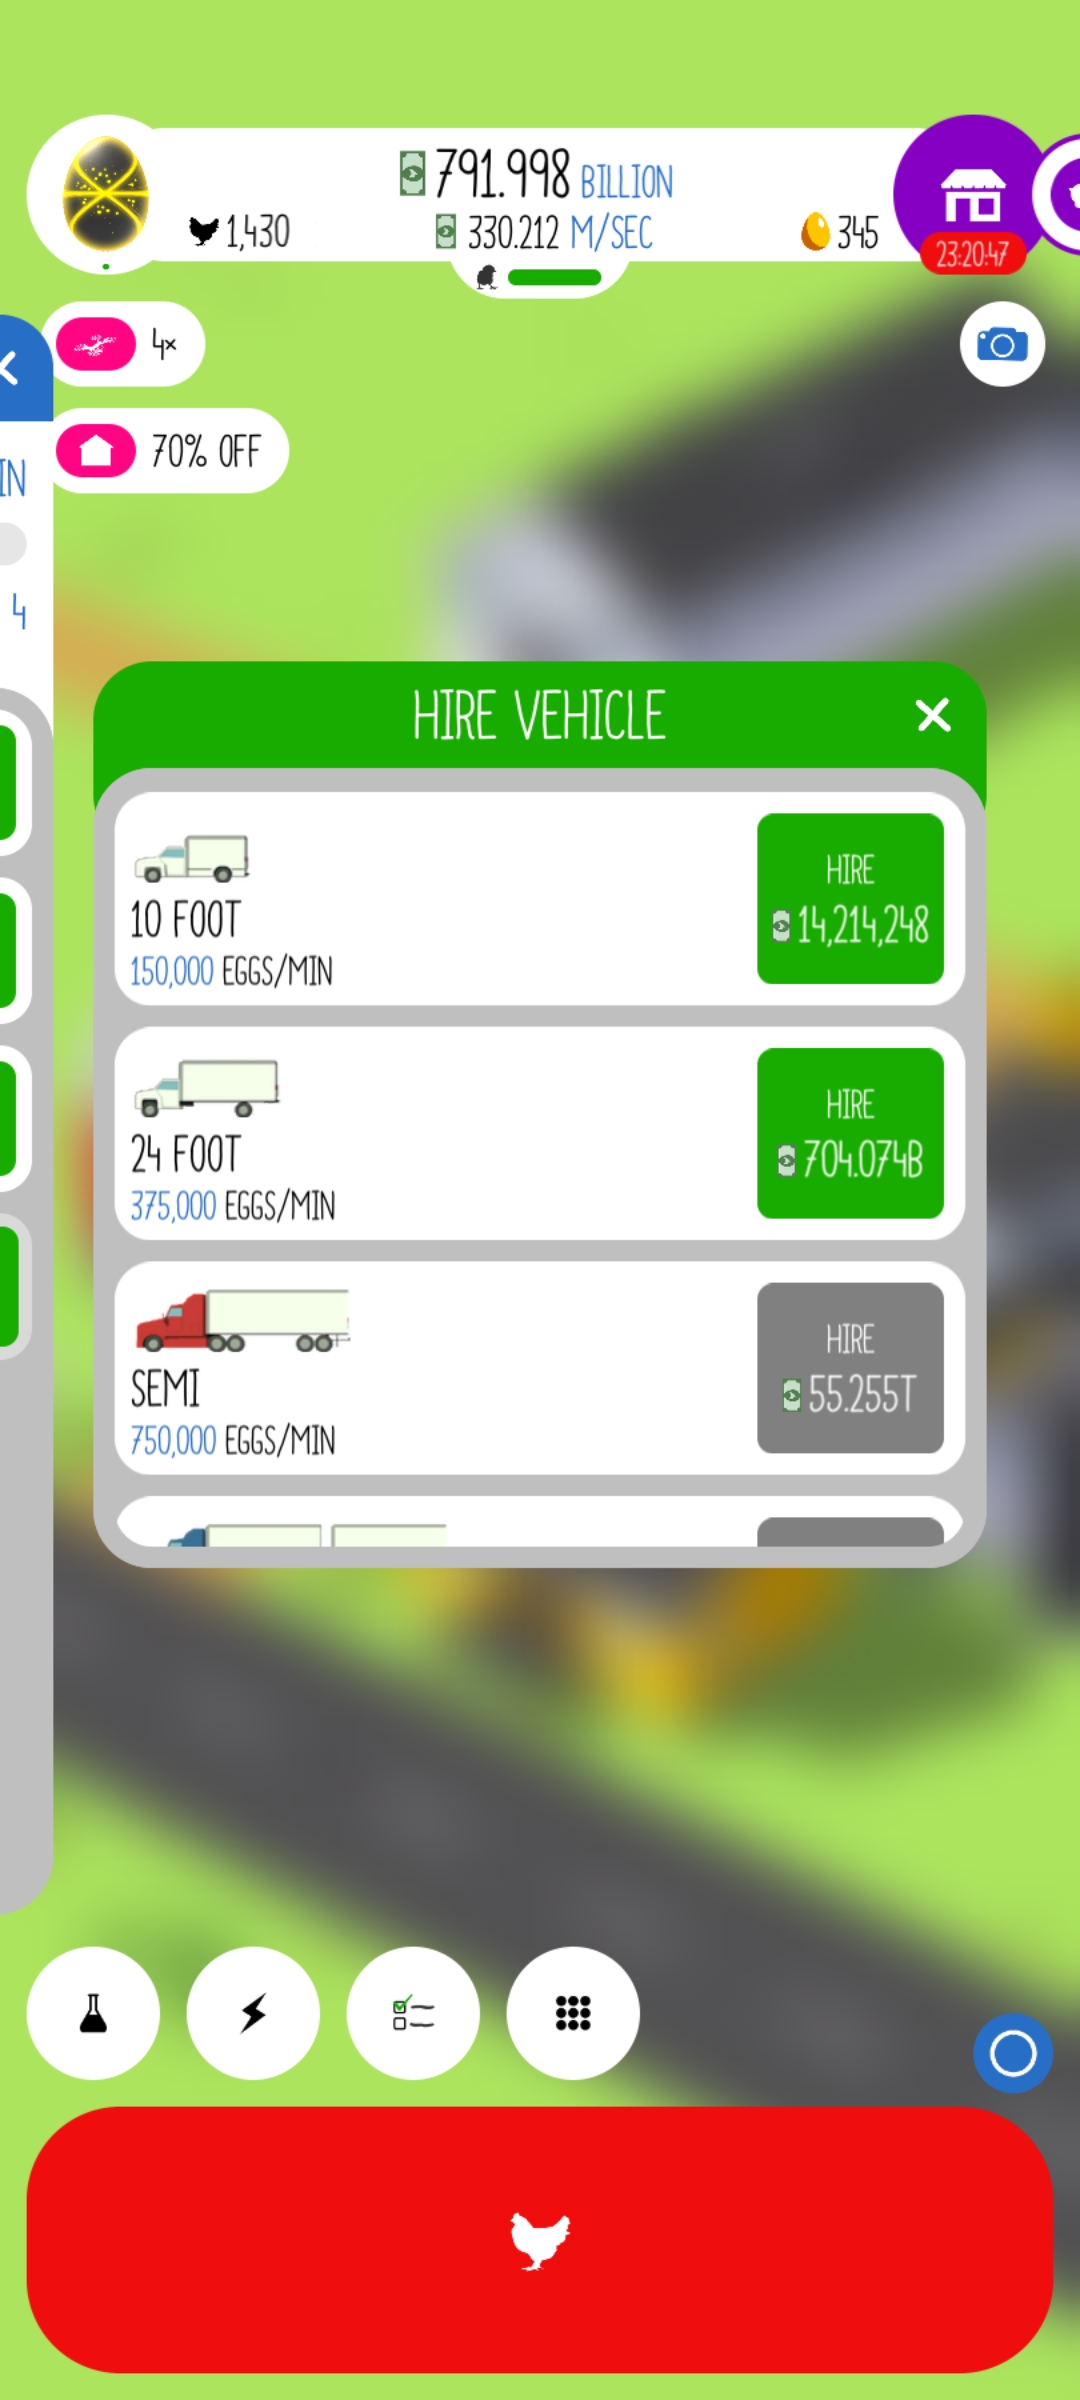 791.998 BILLION
1,430
330.212 M/SEC
345
23:20:47
4×
70% OFF
IN
4
HIRE VEHICLE
10 FOOT
150,000 EGGS/MIN
HIRE
14,214,248
24 FOOT
375,000 EGGS/MIN
HIRE
704.074B
SEMI
750,000 EGGS/MIN
HIRE
55.255T